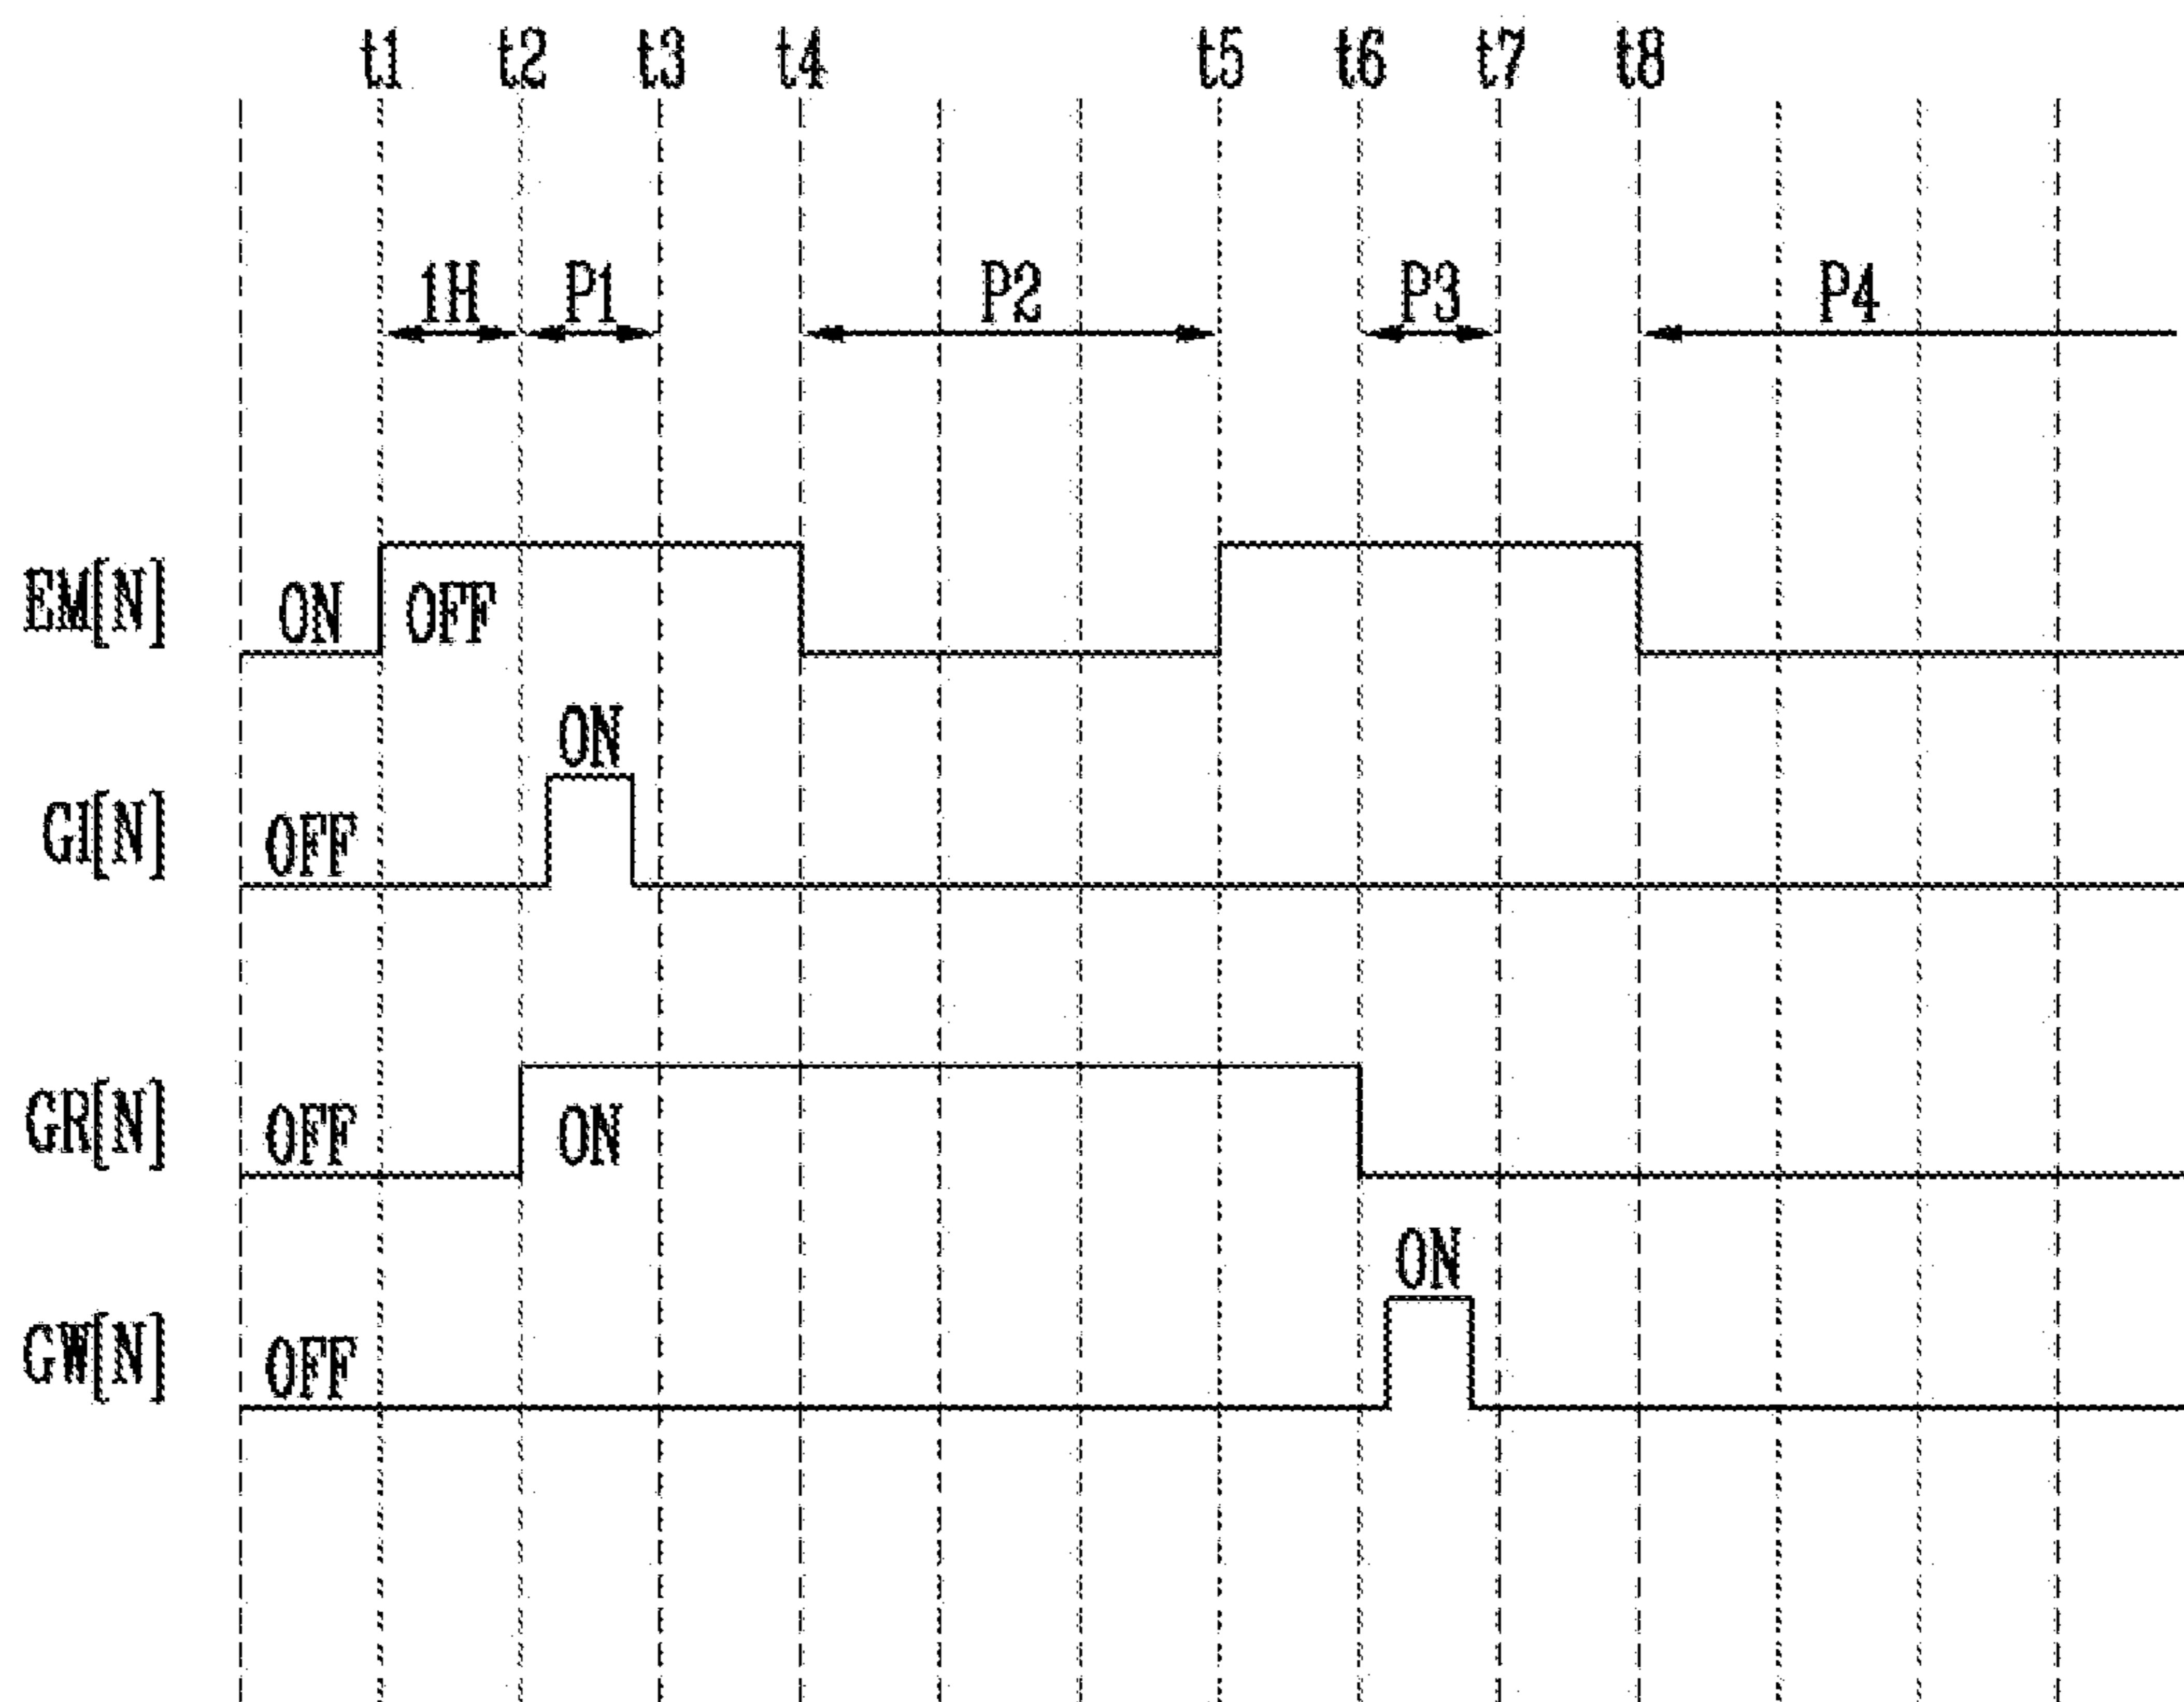 t1 t2 t3 t4 t5 t6 t7 t8
1H P1 P2 P3 P4
EM[N] ON OFF
ON
GI[N] OFF
GR[N] OFF ON
ON
GW[N] OFF